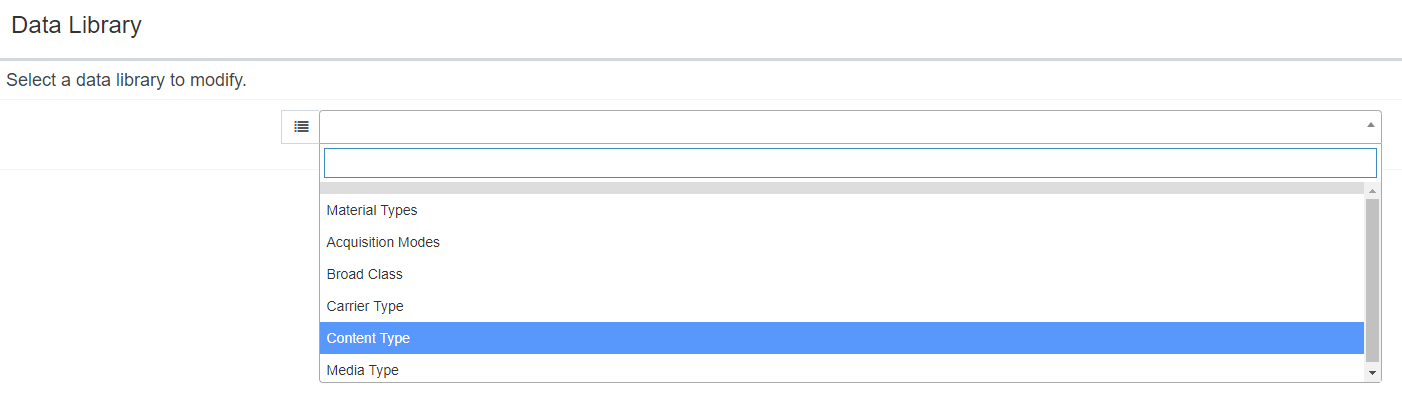 Data Library
Select a data library to modify.
Material Types
Acquisition Modes
Broad Class
Carrier Type
Content Type
Media Type